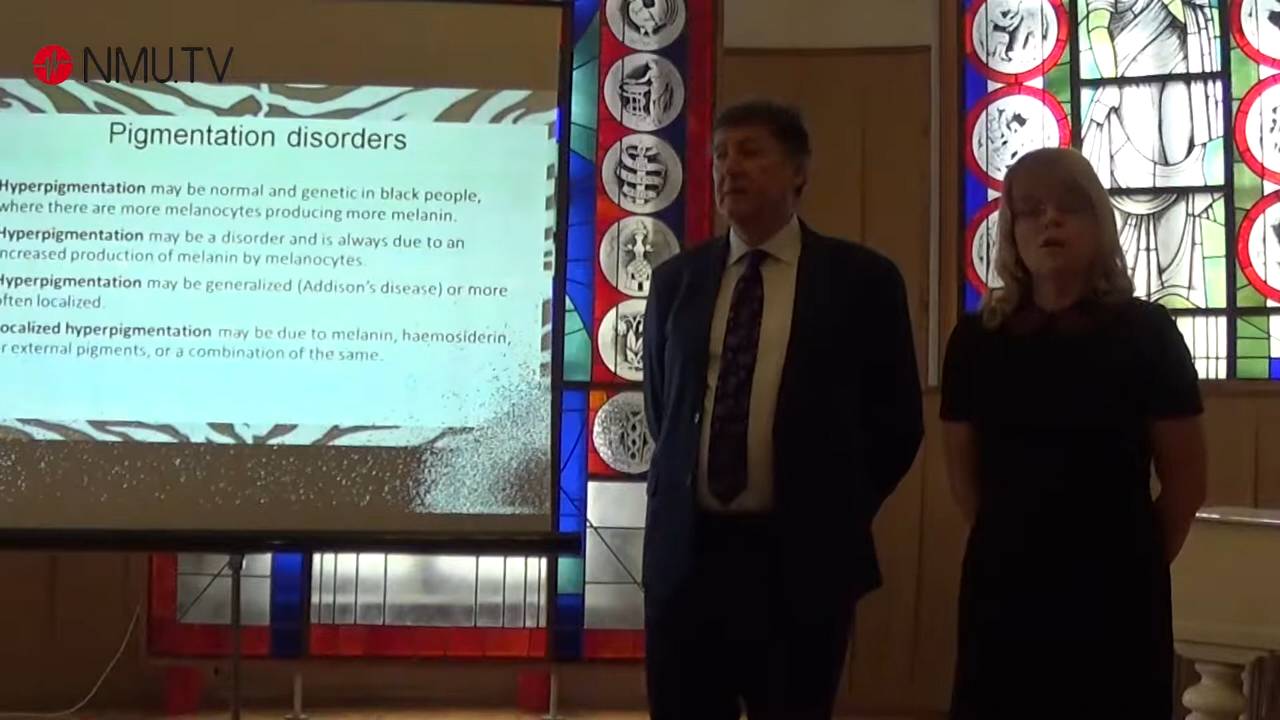 NMU.TV
Pigmentation disorders
Hyperpigmentation may be normal and genetic in black people,
where there are more melanocytes producing more melanin.
Hyperpigmentation may be a disorder and is always due to an
increased production of melanin by melanocytes.
Hyperpigmentation may be generalized (Addison's disease) or more
often localized.
ocalized hyperpigmentation may be due to melanin, haemosiderin,
r external pigments, or a combination of the same.